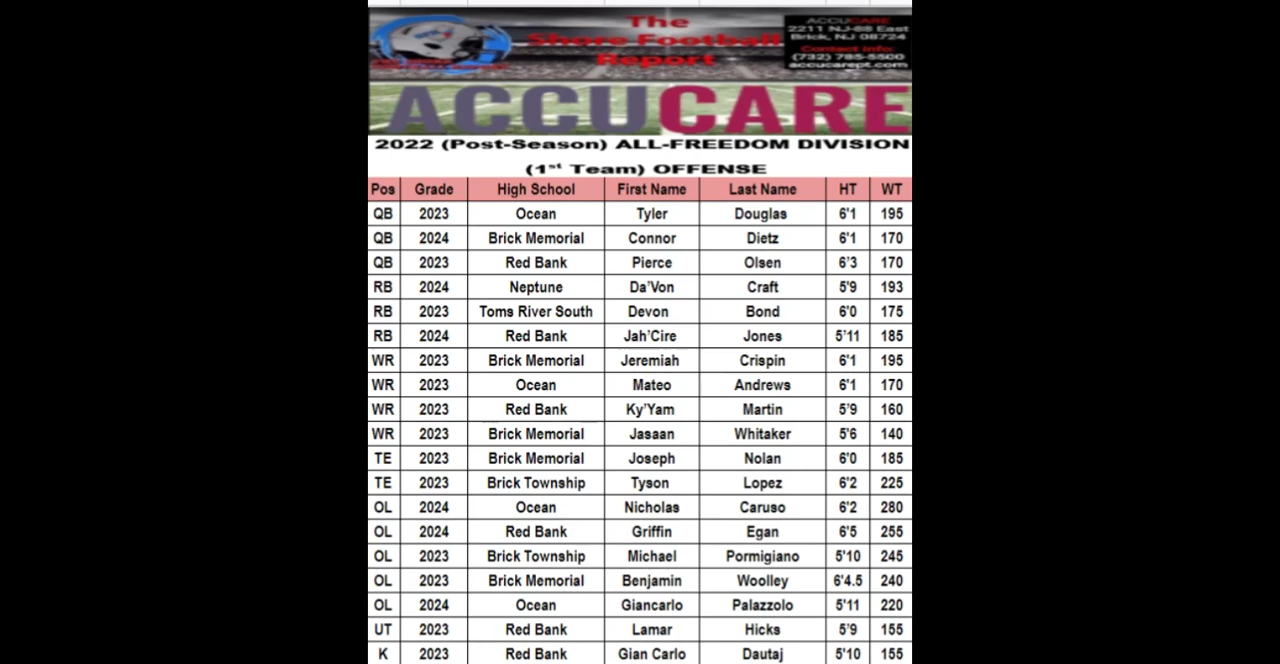 The
Shore Football
Report
ACCUCARE
2211 NJ-88 East
Brick, NJ 08724
Contact Info:
(732) 785-5500
accucarept.com
ACCUCARE
2022 (Post-Season) ALL-FREEDOM DIVISION
(1st Team) OFFENSE
Pos Grade High School First Name Last Name HT WT
QB 2023 Ocean Tyler Douglas 6'1 195
QB 2024 Brick Memorial Connor Dietz 6'1 170
QB 2023 Red Bank Pierce Olsen 6'3 170
RB 2024 Neptune Da'Von Craft 5'9 193
RB 2023 Toms River South Devon Bond 6'0 175
RB 2024 Red Bank Jah'Cire Jones 5'11 185
WR 2023 Brick Memorial Jeremiah Crispin 6'1 195
WR 2023 Ocean Mateo Andrews 6'1 170
WR 2023 Red Bank Ky'Yam Martin 5'9 160
WR 2023 Brick Memorial Jasaan Whitaker 5'6 140
TE 2023 Brick Memorial Joseph Nolan 6'0 185
TE 2023 Brick Township Tyson Lopez 6'2 225
OL 2024 Ocean Nicholas Caruso 6'2 280
OL 2024 Red Bank Griffin Egan 6'5 255
OL 2023 Brick Township Michael Pormigiano 5'10 245
OL 2023 Brick Memorial Benjamin Woolley 6'4.5 240
OL 2024 Ocean Giancarlo Palazzolo 5'11 220
UT 2023 Red Bank Lamar Hicks 5'9 155
K 2023 Red Bank Gian Carlo Dautaj 5'10 155